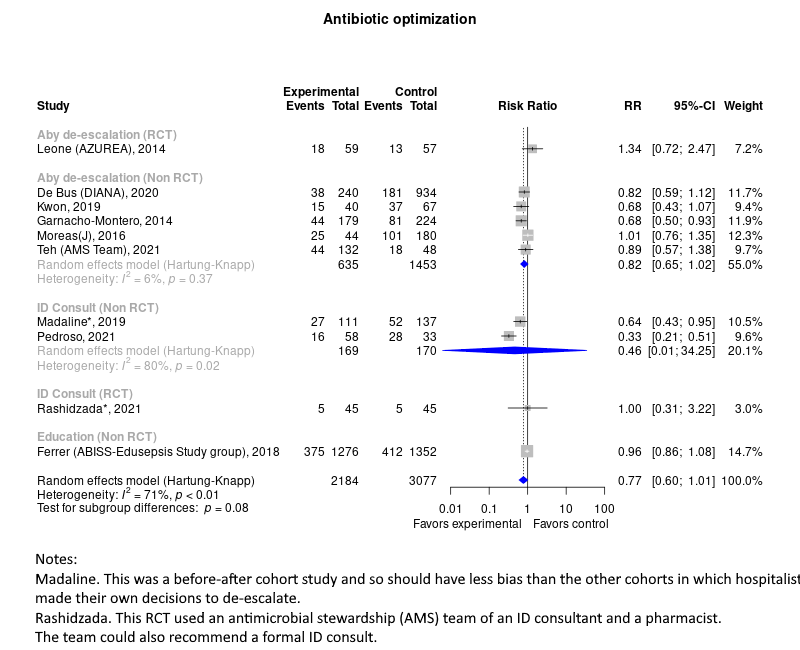 Antibiotic optimization
Experimental Control
Study Events Total Events Total Risk Ratio RR 95%-CI Weight
Aby de-escalation (RCT)
Leone (AZUREA), 2014 18 59 13 57 1.34 [0.72; 2.47] 7.2%
Aby de-escalation (Non RCT)
De Bus (DIANA), 2020 38 240 181 934 0.82 [0.59; 1.12] 11.7%
Kwon, 2019 15 40 37 67 0.68 [0.43; 1.07] 9.4%
Garnacho-Montero, 2014 44 179 81 224 0.68 [0.50; 0.93] 11.9%
Moreas(J), 2016 25 44 101 180 1.01 [0.76; 1.35] 12.3%
Teh (AMS Team), 2021 44 132 18 48 0.89 [0.57; 1.38] 9.7%
Random effects model (Hartung-Knapp) 635 1453 0.82 [0.65; 1.02] 55.0%
Heterogeneity: I² = 6%, p = 0.37
ID Consult (Non RCT)
Madaline*, 2019 27 111 52 137 0.64 [0.43; 0.95] 10.5%
Pedroso, 2021 16 58 28 33 0.33 [0.21; 0.51] 9.6%
Random effects model (Hartung-Knapp) 169 170 0.46 [0.01; 34.25] 20.1%
Heterogeneity: I² = 80%, p = 0.02
ID Consult (RCT)
Rashidzada*, 2021 5 45 5 45 1.00 [0.31; 3.22] 3.0%
Education (Non RCT)
Ferrer (ABISS-Edusepsis Study group), 2018 375 1276 412 1352 0.96 [0.86; 1.08] 14.7%
Random effects model (Hartung-Knapp) 2184 3077 0.77 [0.60; 1.01] 100.0%
Heterogeneity: I² = 71%, p < 0.01
Test for subgroup differences: p = 0.08
0.01 0.1 1 10 100
Favors experimental Favors control
Notes:
Madaline. This was a before-after cohort study and so should have less bias than the other cohorts in which hospitalist
made their own decisions to de-escalate.
Rashidzada. This RCT used an antimicrobial stewardship (AMS) team of an ID consultant and a pharmacist.
The team could also recommend a formal ID consult.